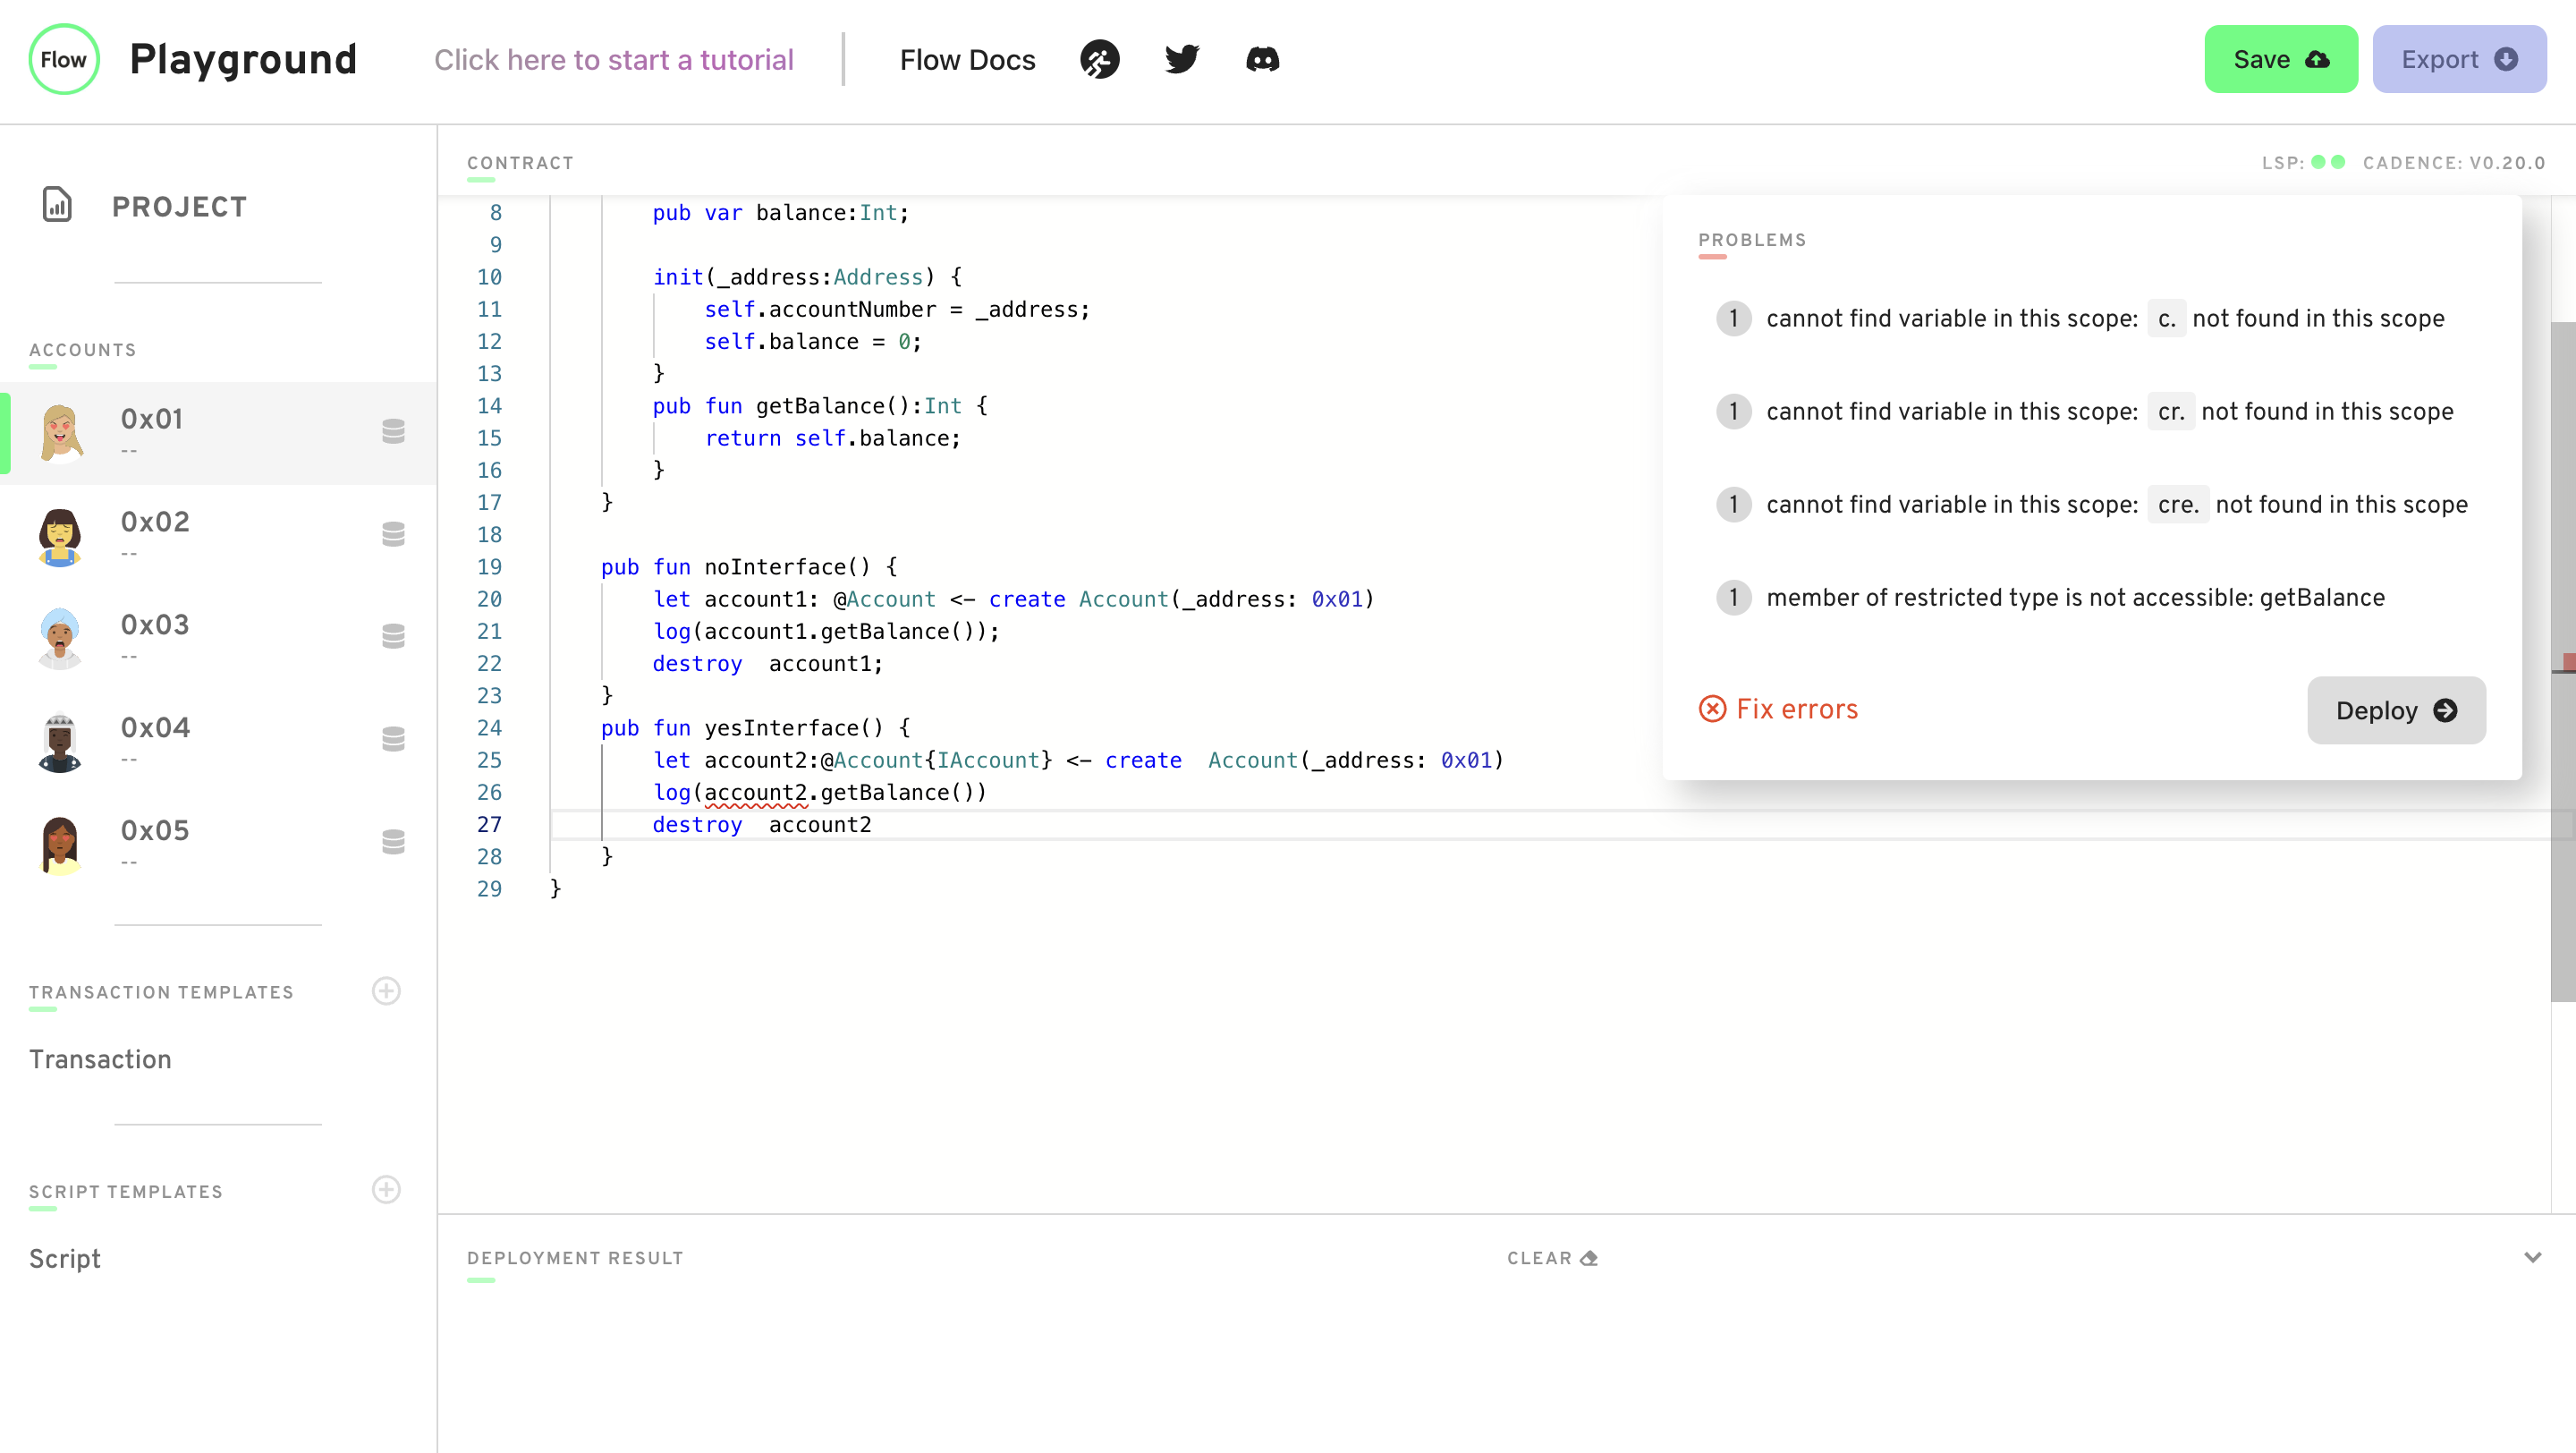 Flow
Playground
Click here to start a tutorial
Flow Docs
Save
Export
PROJECT
ACCOUNTS
0x01
--
0x02
--
0x03
--
0x04
--
0x05
--
TRANSACTION TEMPLATES
Transaction
SCRIPT TEMPLATES
Script
CONTRACT
LSP:
CADENCE: V0.20.0
8 pub var balance:Int;
9
10 init(_address:Address) {
11 self.accountNumber = _address;
12 self.balance = 0;
13 }
14 pub fun getBalance():Int {
15 return self.balance;
16 }
17 }
18
19 pub fun noInterface() {
20 let account1: @Account <- create Account(_address: 0x01)
21 log(account1.getBalance());
22 destroy  account1;
23 }
24 pub fun yesInterface() {
25 let account2:@Account{IAccount} <- create  Account(_address: 0x01)
26 log(account2.getBalance())
27 destroy  account2
28 }
29 }
PROBLEMS
1 cannot find variable in this scope: c. not found in this scope
1 cannot find variable in this scope: cr. not found in this scope
1 cannot find variable in this scope: cre. not found in this scope
1 member of restricted type is not accessible: getBalance
Fix errors
Deploy
DEPLOYMENT RESULT
CLEAR